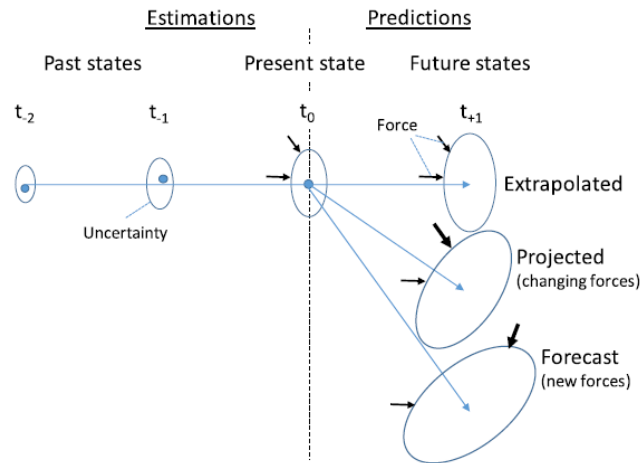 Estimations
Predictions
Past states
Present state
Future states
t-2
t-1
t0
t+1
Force
Uncertainty
Extrapolated
Projected
(changing forces)
Forecast
(new forces)